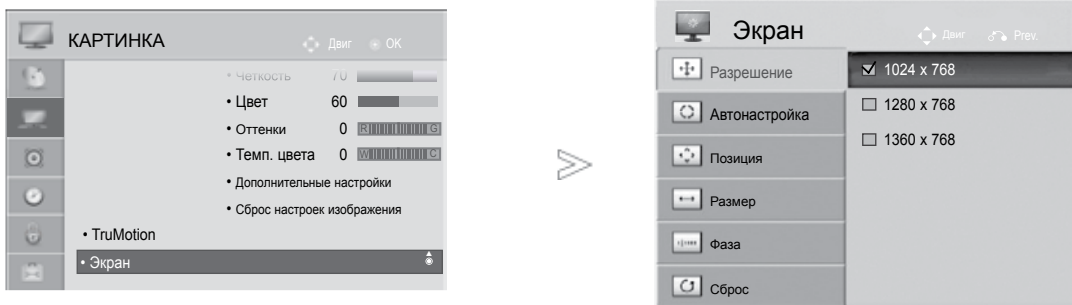 КАРТИНКА
Двиг OK
• Четкость 70
• Цвет 60
• Оттенки 0 R G
• Темп. цвета 0 W C
• Дополнительные настройки
• Сброс настроек изображения
• TruMotion
• Экран
Экран
Двиг Prev.
Разрешение
Автонастройка
Позиция
Размер
Фаза
Сброс
1024 x 768
1280 x 768
1360 x 768